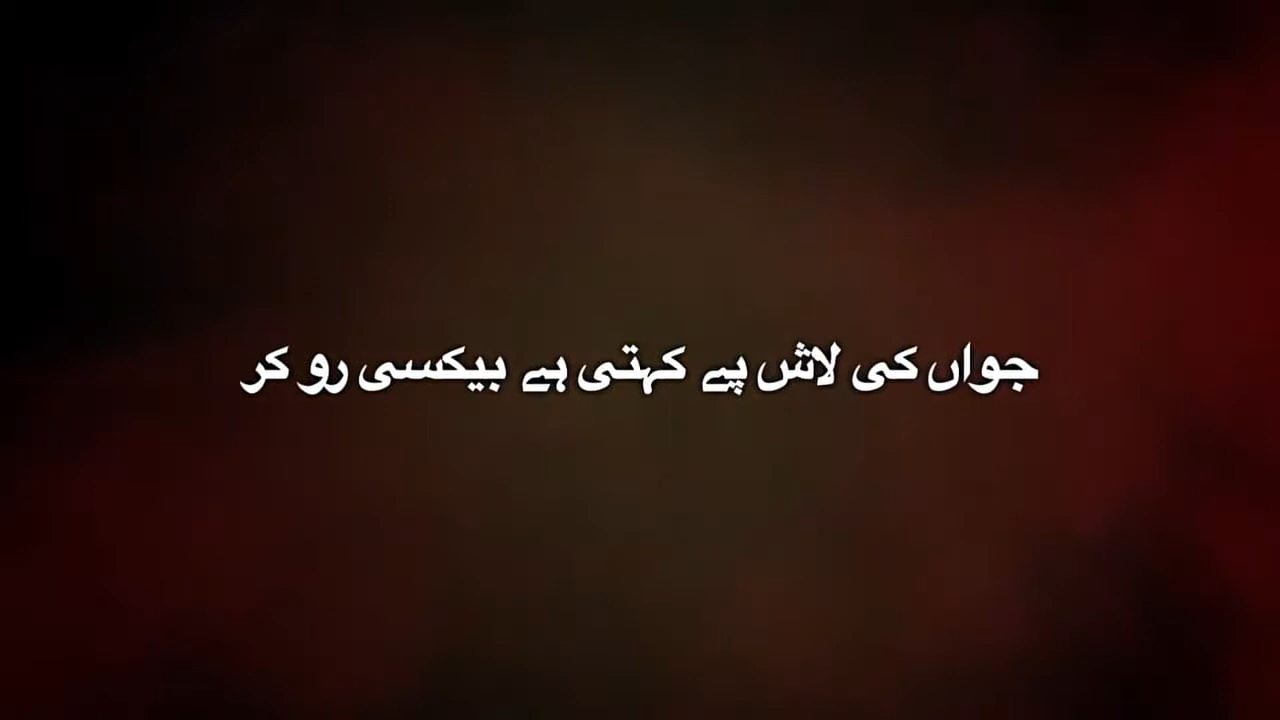 جواں کی لاش پے کہتی ہے بیکسی رو کر